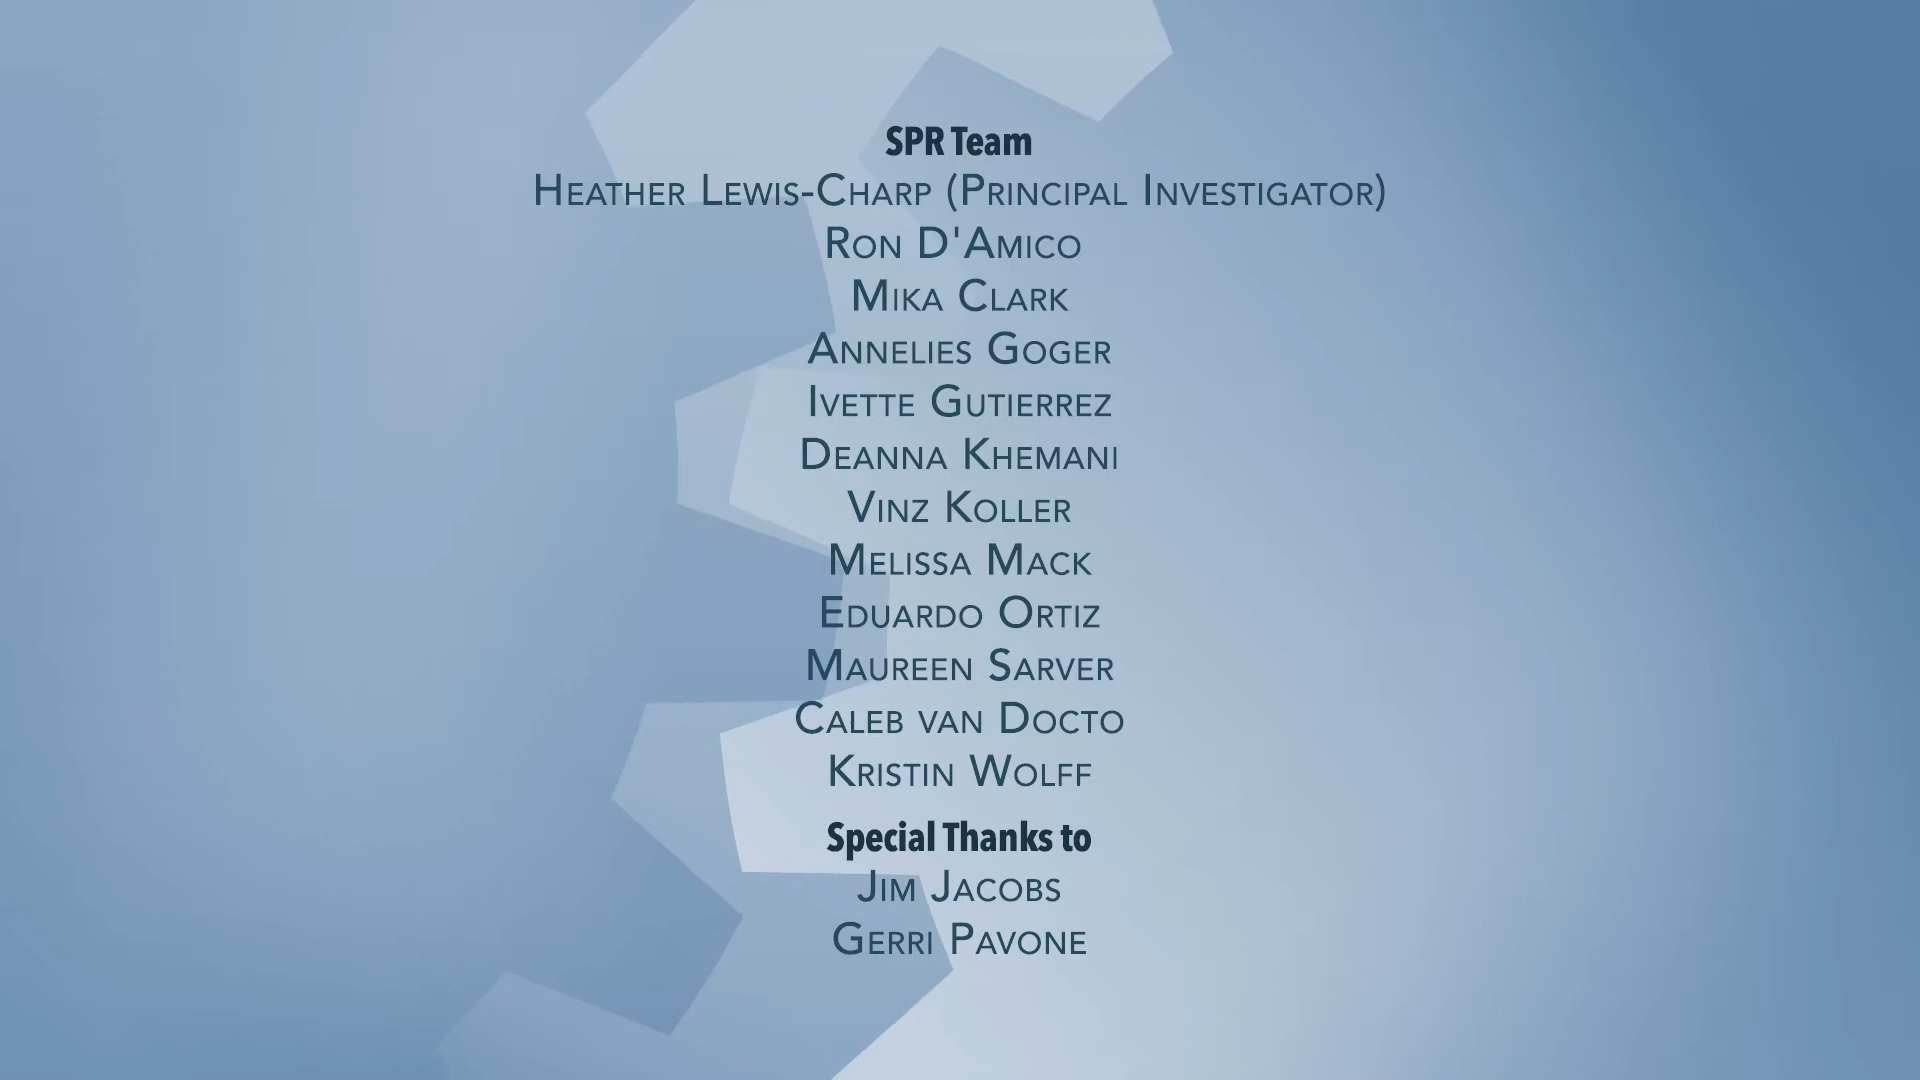 SPR Team
Heather Lewis-Charp (Principal Investigator)
Ron D'Amico
Mika Clark
Annelies Goger
Ivette Gutierrez
Deanna Khemani
Vinz Koller
Melissa Mack
Eduardo Ortiz
Maureen Sarver
Caleb van Docto
Kristin Wolff
Special Thanks to
Jim Jacobs
Gerri Pavone